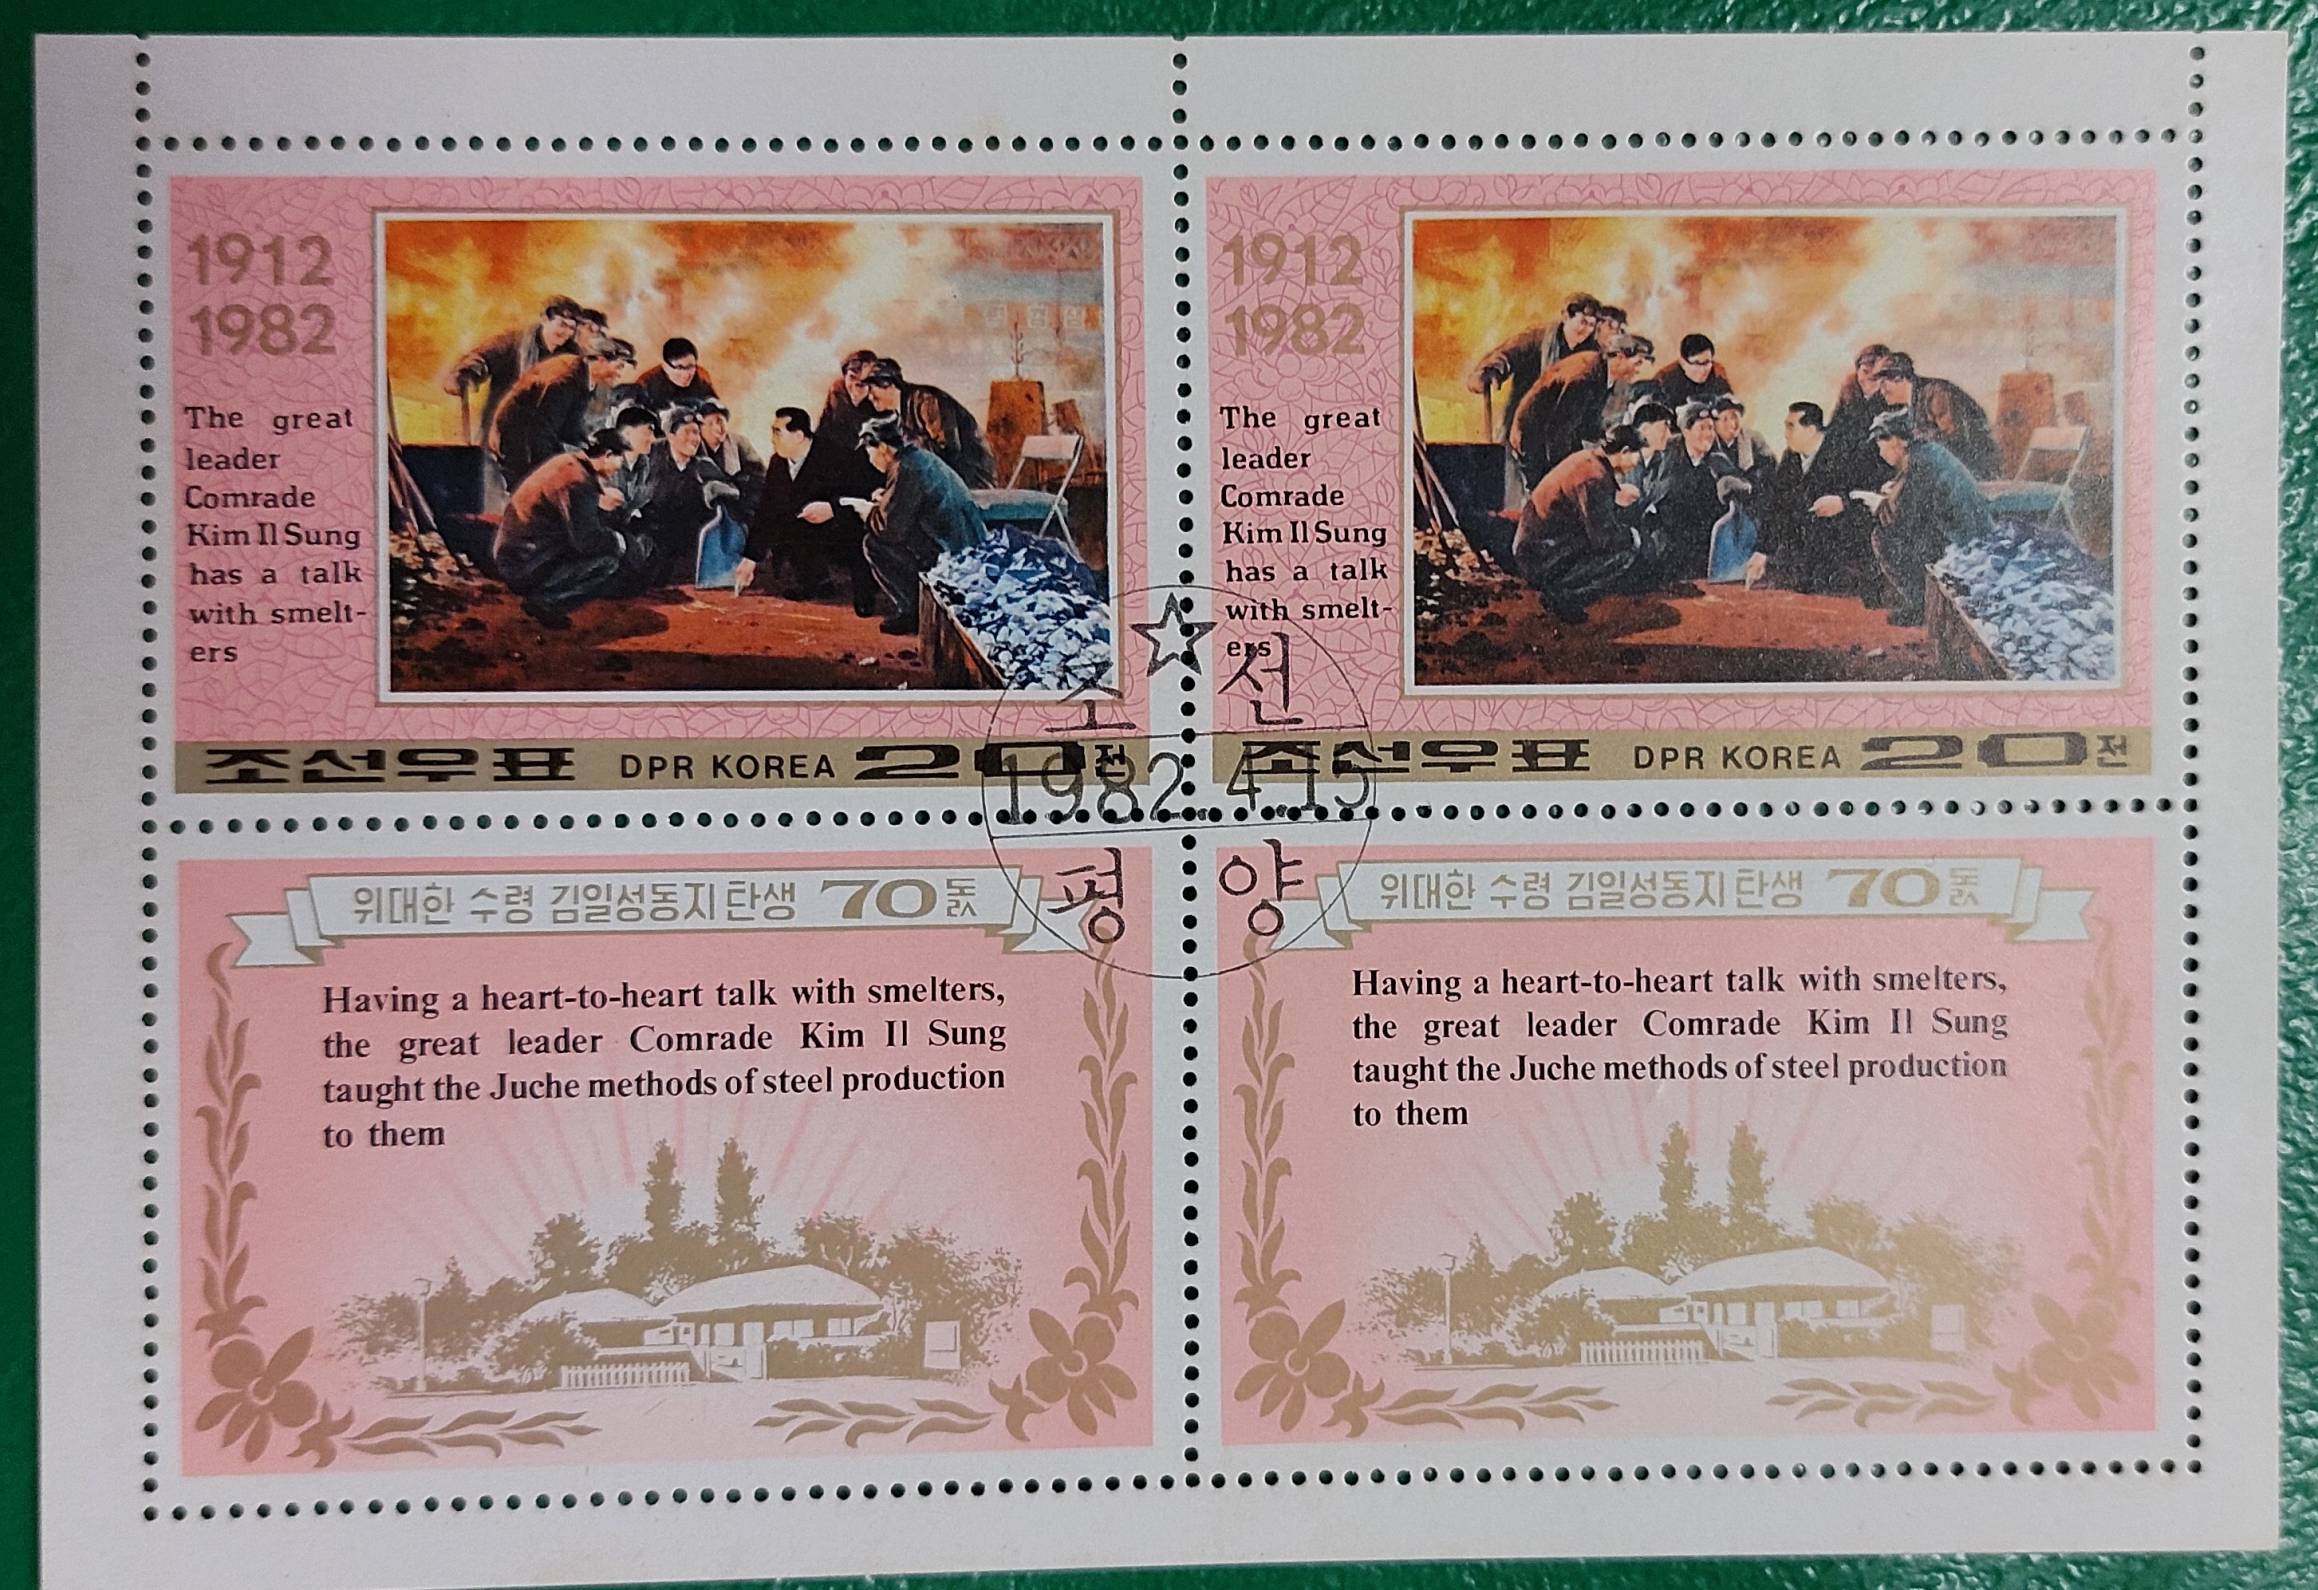 1912
1982
The great
leader
Comrade
Kim Il Sung
has a talk
with smelt-
ers
조선우표 DPR KOREA 20 전
1912
1982
The great
leader
Comrade
Kim Il Sung
has a talk
with smelt-
ers
조선우표 DPR KOREA 20 전
조선
1982. 4. 15
평양
위대한 수령 김일성동지 탄생 70돐
Having a heart-to-heart talk with smelters,
the great leader Comrade Kim Il Sung
taught the Juche methods of steel production
to them
위대한 수령 김일성동지 탄생 70돐
Having a heart-to-heart talk with smelters,
the great leader Comrade Kim Il Sung
taught the Juche methods of steel production
to them